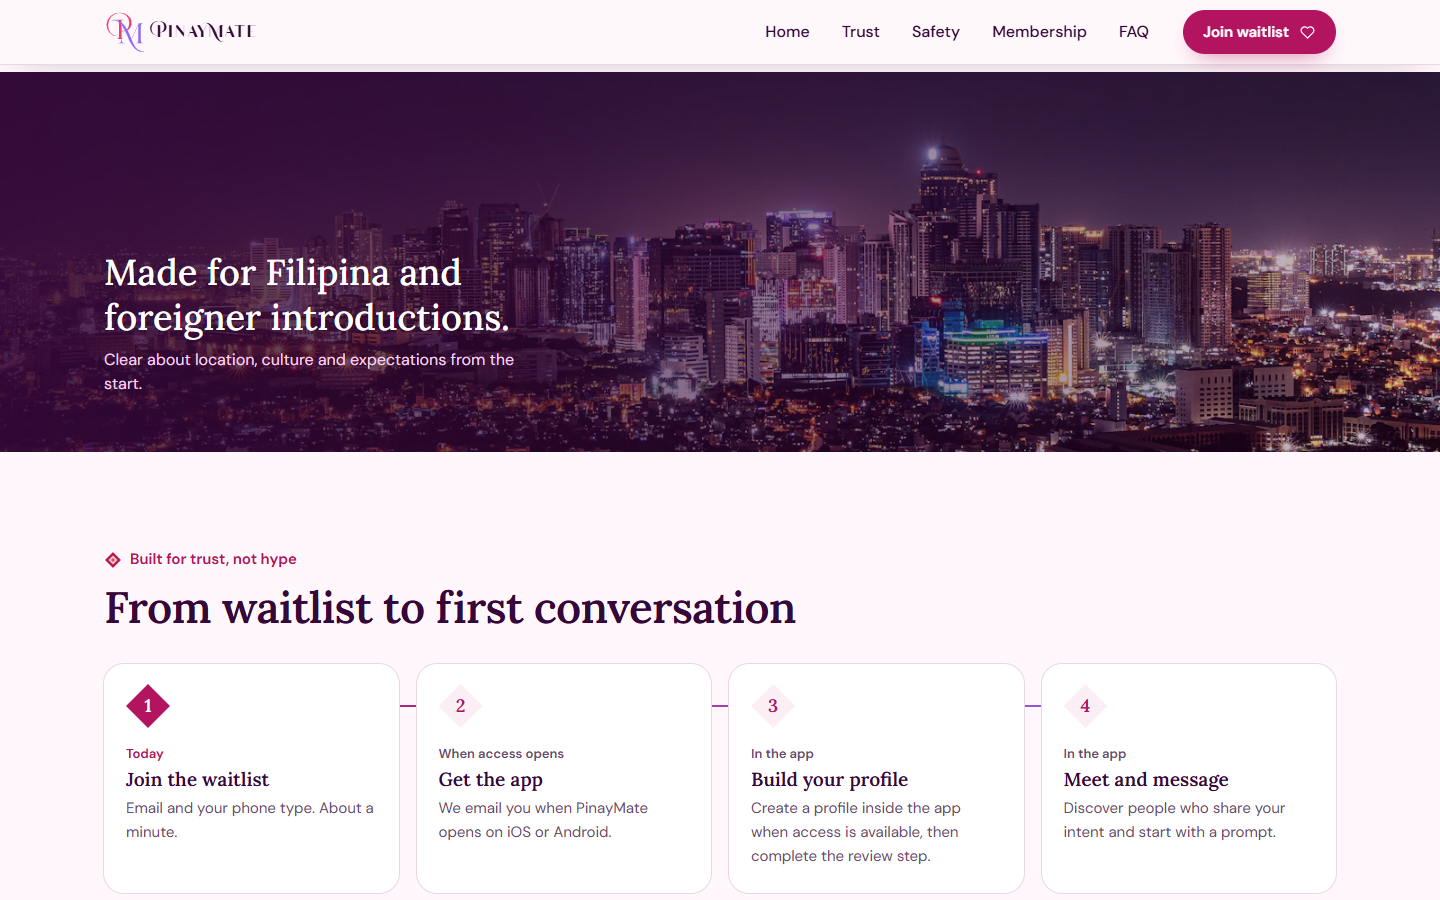 PM PINAYMATE
Home
Trust
Safety
Membership
FAQ
Join waitlist
Made for Filipina and
foreigner introductions.
Clear about location, culture and expectations from the
start.
Built for trust, not hype
From waitlist to first conversation
1
Today
Join the waitlist
Email and your phone type. About a
minute.
2
When access opens
Get the app
We email you when PinayMate
opens on iOS or Android.
3
In the app
Build your profile
Create a profile inside the app
when access is available, then
complete the review step.
4
In the app
Meet and message
Discover people who share your
intent and start with a prompt.